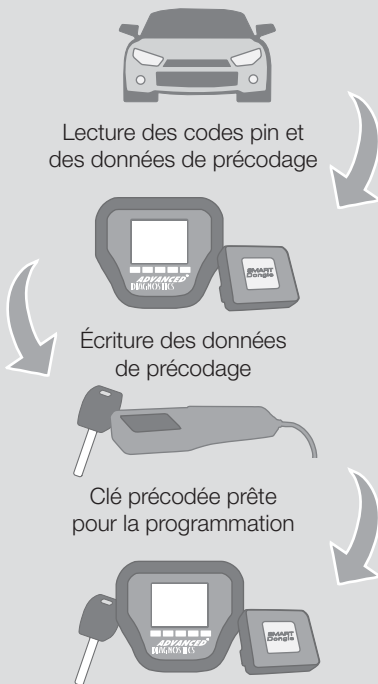 Lecture des codes pin et
des données de précodage
SMART
Dongle
ADVANCED
DIAGNOSTICS
Écriture des données
de précodage
Clé précodée prête
pour la programmation
ADVANCED
DIAGNOSTICS
SMART
Dongle